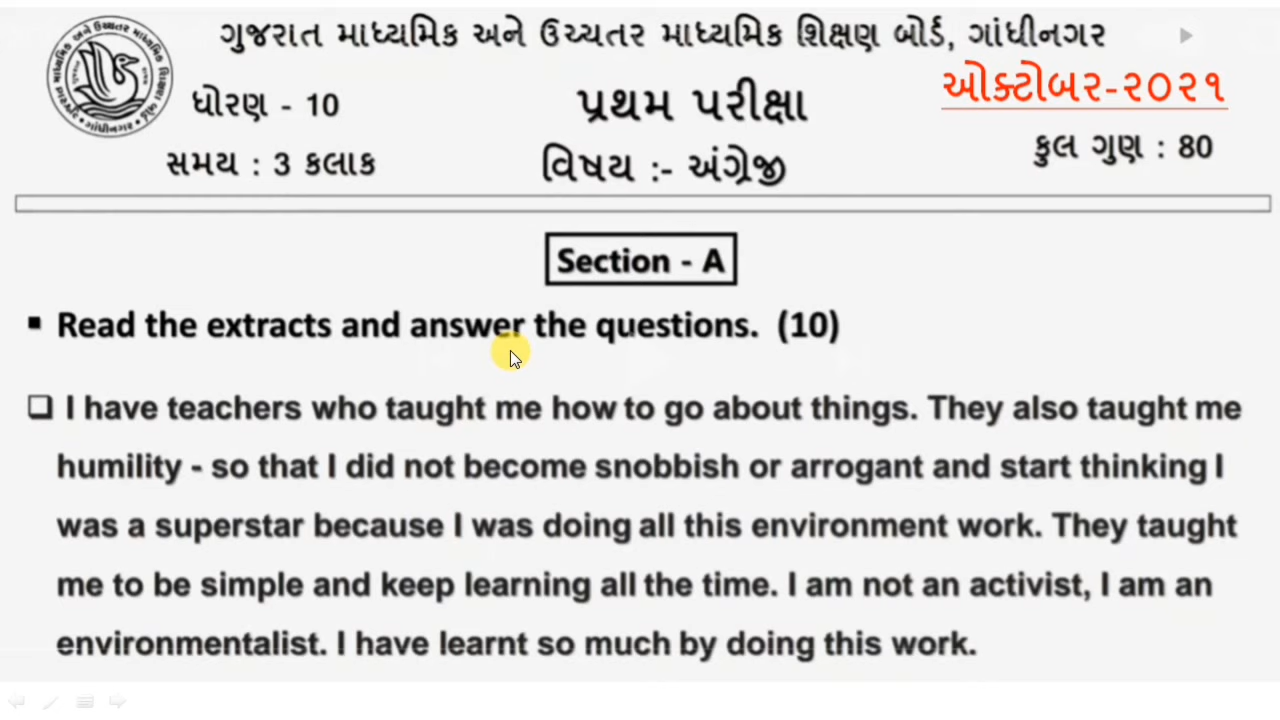 ગુજરાત માધ્યમિક અને ઉચ્ચતર માધ્યમિક શિક્ષણ બોર્ડ, ગાંધીનગર
ઓક્ટોબર-૨૦૨૧
ધોરણ - 10 પ્રથમ પરીક્ષા
સમય : 3 કલાક વિષય :- અંગ્રેજી કુલ ગુણ : 80
Section - A
▪ Read the extracts and answer the questions. (10)
❑ I have teachers who taught me how to go about things. They also taught me
humility - so that I did not become snobbish or arrogant and start thinking I
was a superstar because I was doing all this environment work. They taught
me to be simple and keep learning all the time. I am not an activist, I am an
environmentalist. I have learnt so much by doing this work.